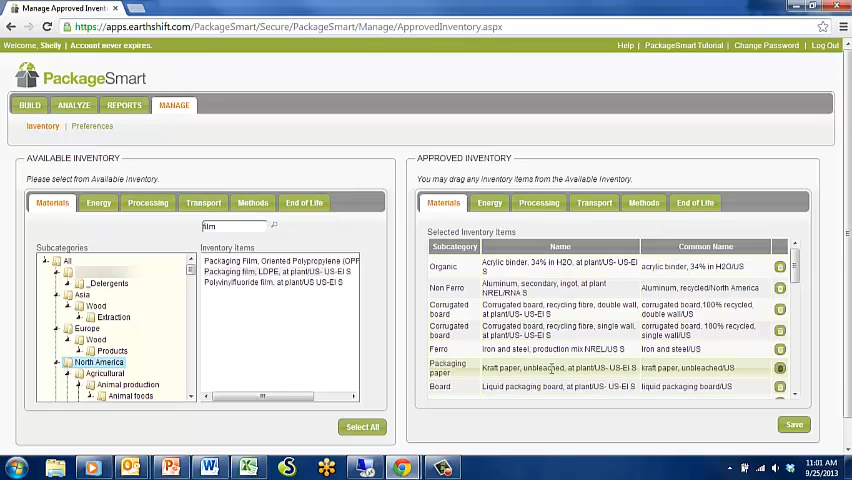 Manage Approved Invent
https://apps.earthshift.com/PackageSmart/Secure/PackageSmart/Manage/ApprovedInventory.aspx
Welcome, Shelly | Account never expires.
Help | PackageSmart Tutorial | Change Password | Log Out
PackageSmart
BUILD ANALYZE REPORTS MANAGE
Inventory | Preferences
AVAILABLE INVENTORY
Please select from Available Inventory.
Materials Energy Processing Transport Methods End of Life
film
Subcategories
All
_Detergents
Asia
Wood
Extraction
Europe
Wood
Products
North America
Agricultural
Animal production
Animal foods
Inventory Items
Packaging Film, Oriented Polypropylene (OPF
Packaging film, LDPE, at plant/US- US-EI S
Polyvinylfluoride film, at plant/US US-EI S
Select All
APPROVED INVENTORY
You may drag any Inventory items from the Available Inventory.
Materials Energy Processing Transport Methods End of Life
Selected Inventory Items
Subcategory Name Common Name
Organic Acrylic binder, 34% in H2O, at plant/US- US-EI S acrylic binder, 34% in H2O/US
Non Ferro Aluminum, secondary, ingot, at plant NREL/RNA S Aluminum, recycled/North America
Corrugated board Corrugated board, recycling fibre, double wall, at plant/US- US-EI S corrugated board,100% recycled, double wall/US
Corrugated board Corrugated board, recycling fibre, single wall, at plant/US- US-EI S corrugated board, 100% recycled, single wall/US
Ferro Iron and steel, production mix NREL/US S Iron and steel/US
Packaging paper Kraft paper, unbleached, at plant/US- US-EI S kraft paper, unbleached/US
Board Liquid packaging board, at plant/US- US-EI S liquid packaging board/US
Save
11:01 AM
9/25/2013